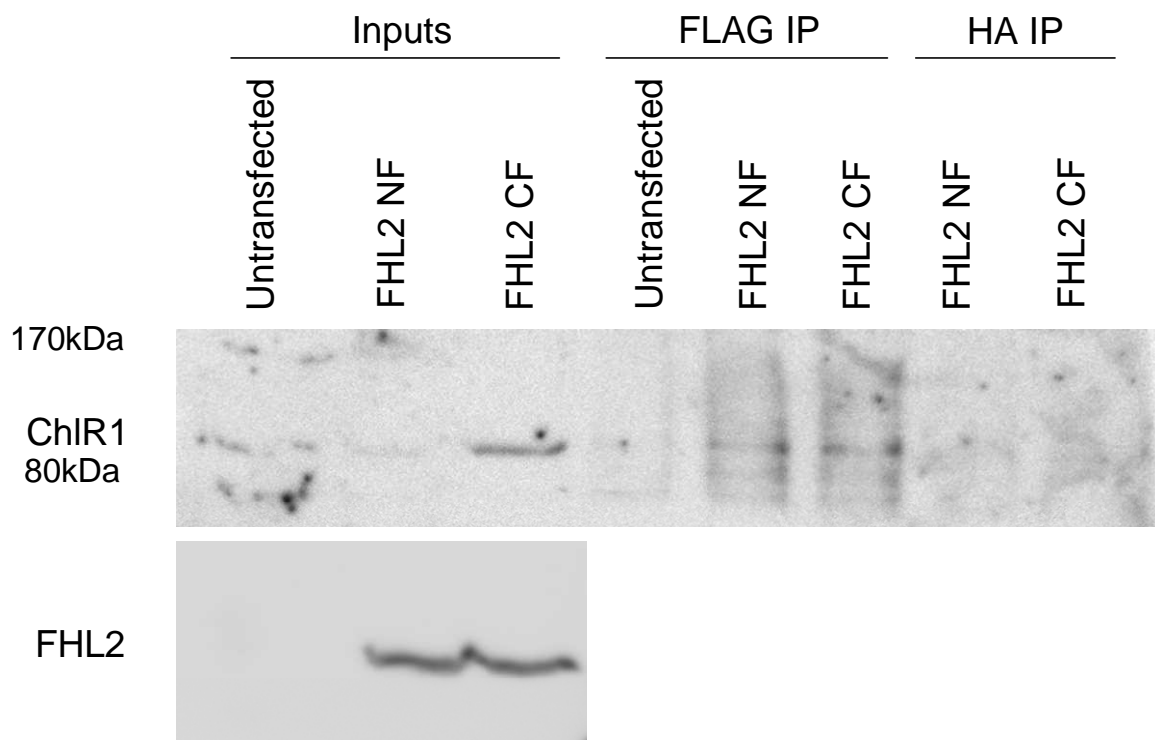 Inputs FLAG IP HA IP
Untransfected
FHL2 NF
FHL2 CF
Untransfected
FHL2 NF
FHL2 CF
FHL2 NF
FHL2 CF
170kDa
ChlR1
80kDa
FHL2